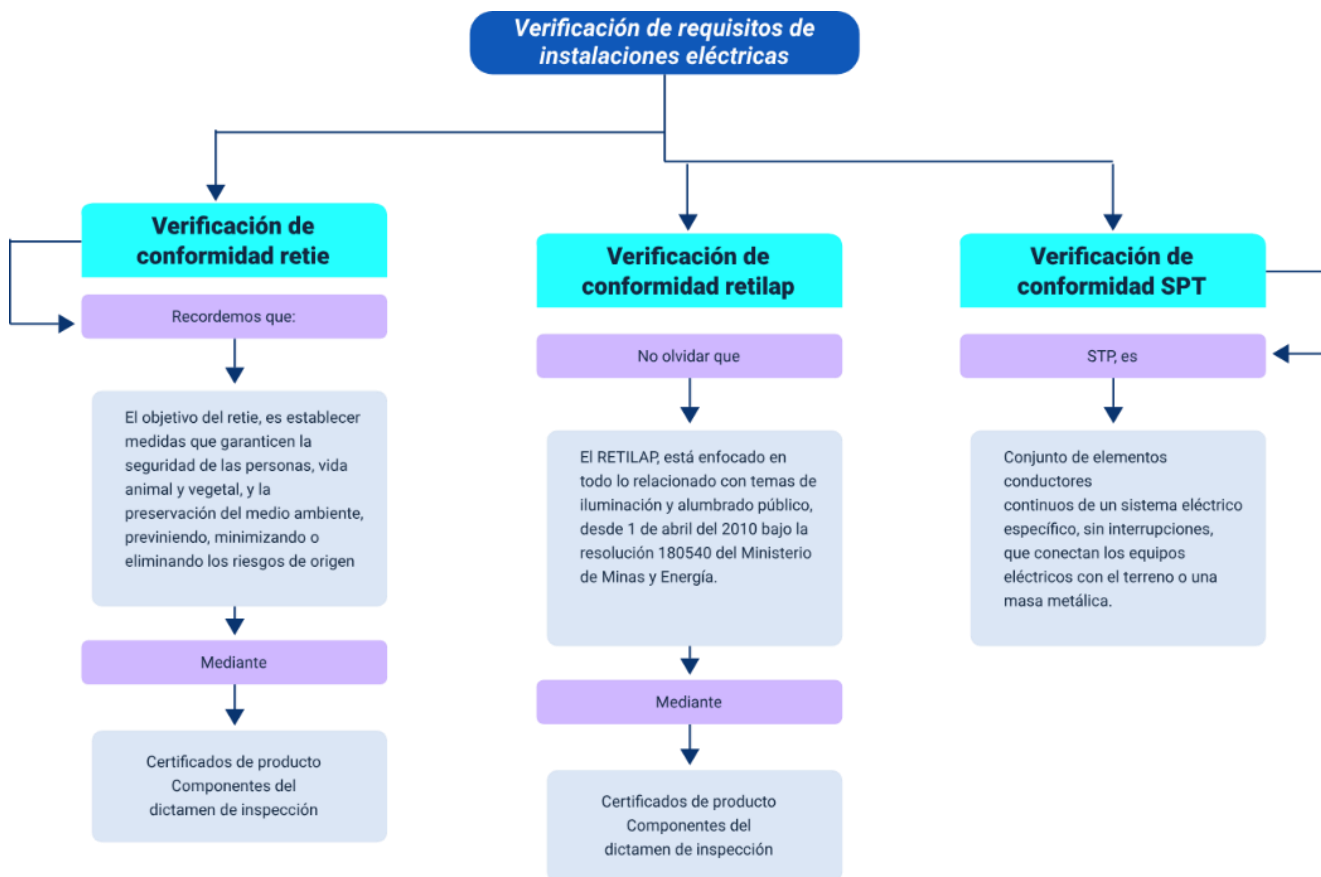 Verificación de requisitos de
instalaciones eléctricas
Verificación de
conformidad retie
Recordemos que:
El objetivo del retie, es establecer
medidas que garanticen la
seguridad de las personas, vida
animal y vegetal, y la
preservación del medio ambiente,
previniendo, minimizando o
eliminando los riesgos de origen
Mediante
Certificados de producto
Componentes del
dictamen de inspección
Verificación de
conformidad retilap
No olvidar que
El RETILAP, está enfocado en
todo lo relacionado con temas de
iluminación y alumbrado público,
desde 1 de abril del 2010 bajo la
resolución 180540 del Ministerio
de Minas y Energía.
Mediante
Certificados de producto
Componentes del
dictamen de inspección
Verificación de
conformidad SPT
STP, es
Conjunto de elementos
conductores
continuos de un sistema eléctrico
específico, sin interrupciones,
que conectan los equipos
eléctricos con el terreno o una
masa metálica.